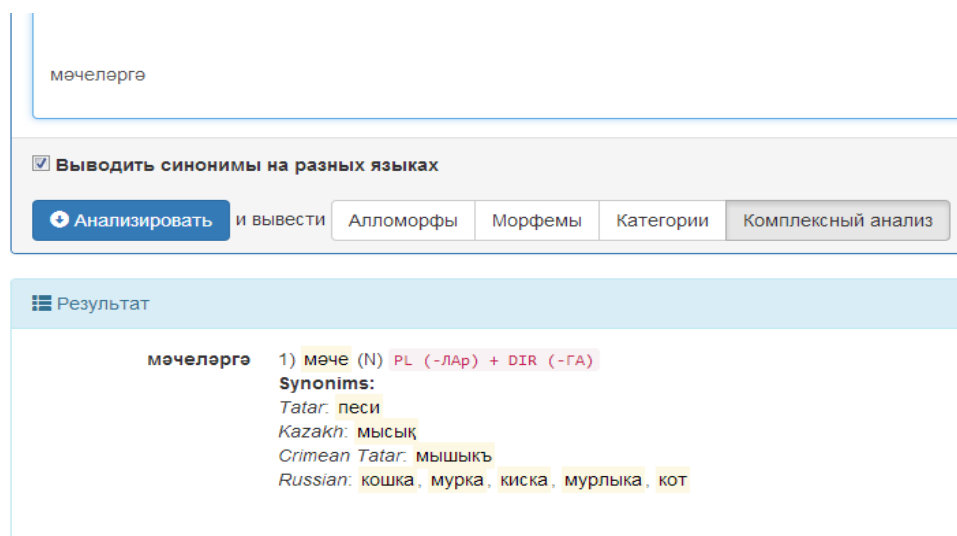 мәчеләргә
Выводить синонимы на разных языках
Анализировать и вывести Алломорфы Морфемы Категории Комплексный анализ
Результат
мәчеләргә 1) мәче (N) PL (-ЛАр) + DIR (-ГА)
Synonims:
Tatar: песи
Kazakh: мысық
Crimean Tatar: мышыкъ
Russian: кошка, мурка, киска, мурлыка, кот